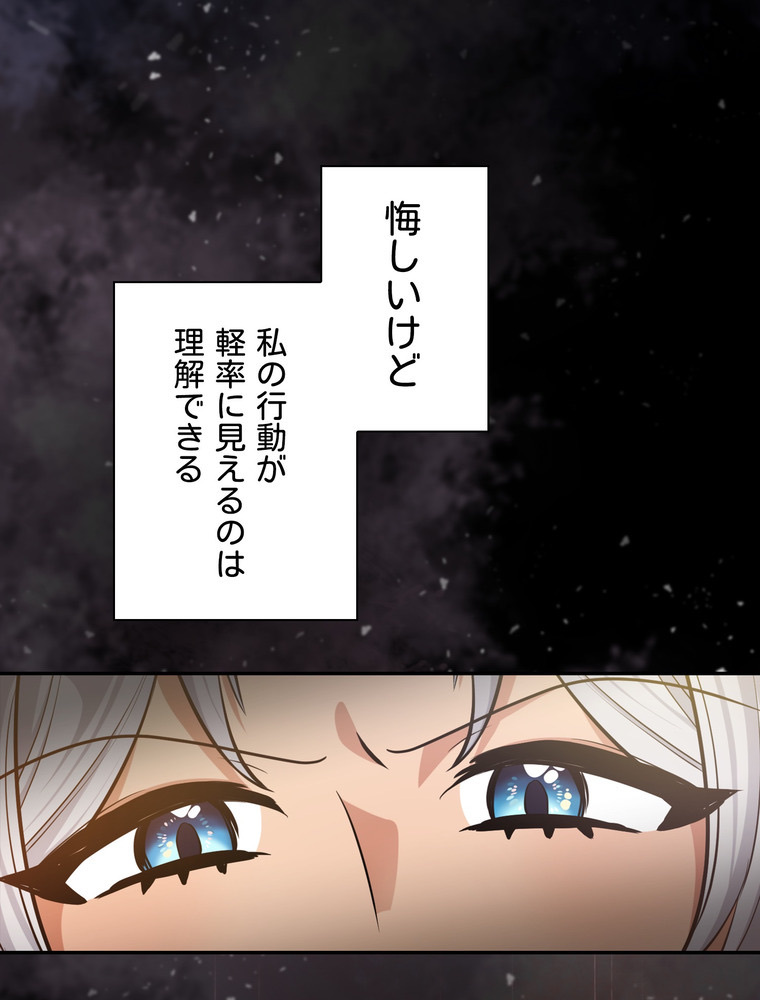 悔しいけど
私の行動が
軽率に見えるのは
理解できる